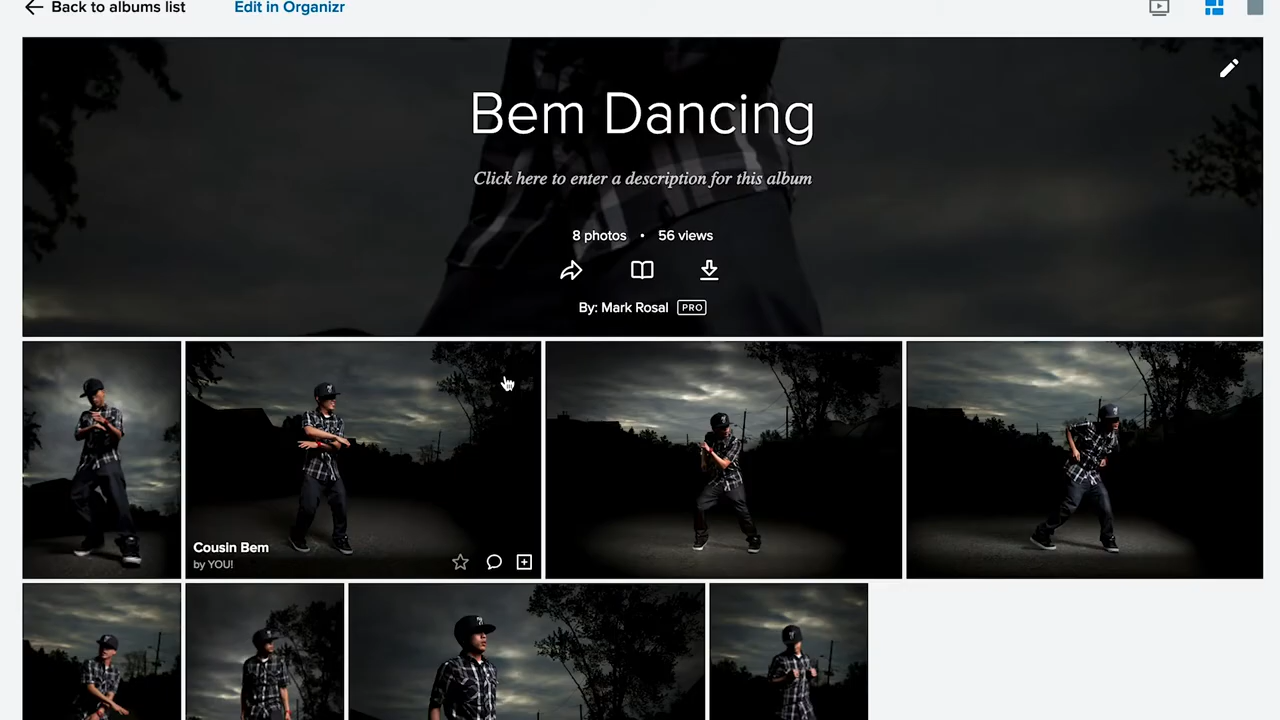 Back to albums list
Edit in Organizr
Bem Dancing
Click here to enter a description for this album
8 photos • 56 views
By: Mark Rosal PRO
Cousin Bem
by YOU!